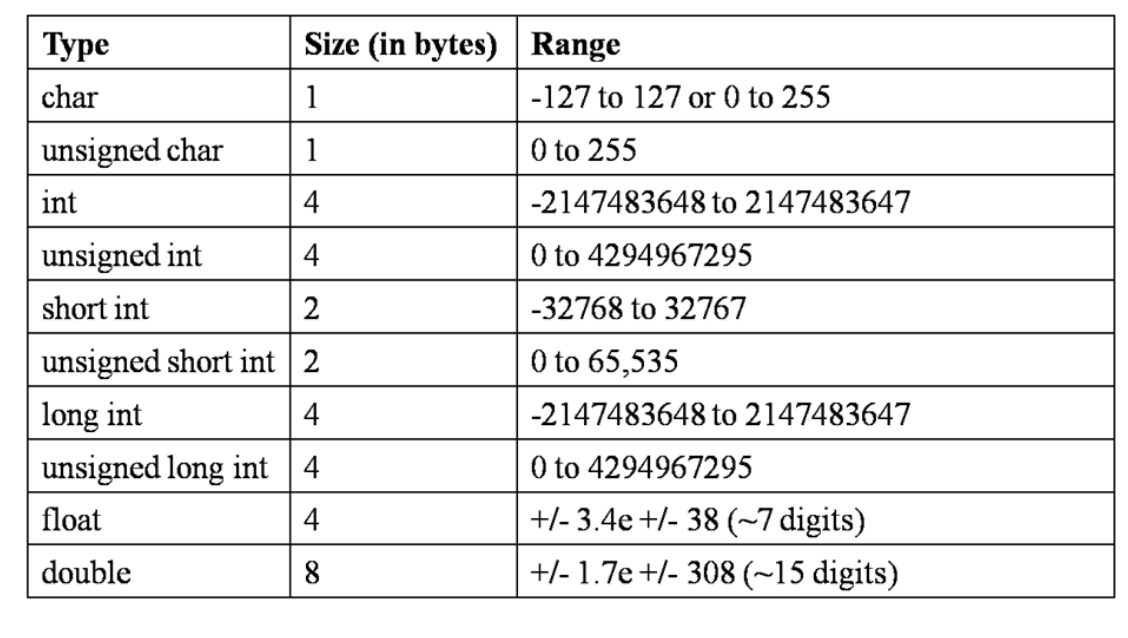 Type Size (in bytes) Range
char 1 -127 to 127 or 0 to 255
unsigned char 1 0 to 255
int 4 -2147483648 to 2147483647
unsigned int 4 0 to 4294967295
short int 2 -32768 to 32767
unsigned short int 2 0 to 65,535
long int 4 -2147483648 to 2147483647
unsigned long int 4 0 to 4294967295
float 4 +/- 3.4e +/- 38 (~7 digits)
double 8 +/- 1.7e +/- 308 (~15 digits)